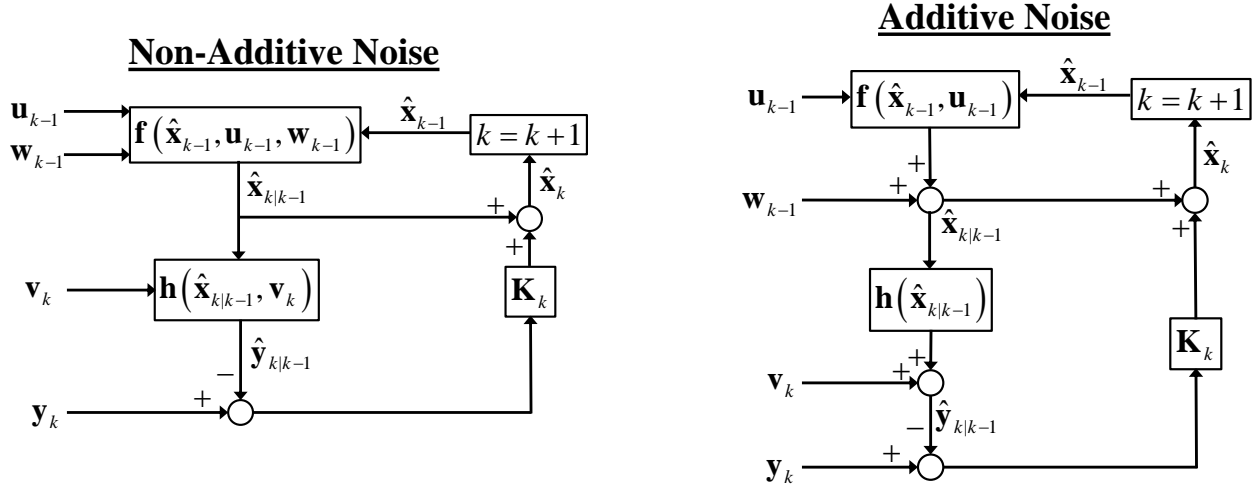 Non-Additive Noise
u_{k-1}
w_{k-1}
f(x̂_{k-1}, u_{k-1}, w_{k-1})
x̂_{k-1}
k = k + 1
x̂_{k|k-1}
x̂_k
+
+
v_k
h(x̂_{k|k-1}, v_k)
K_k
ŷ_{k|k-1}
−
+
y_k
Additive Noise
u_{k-1}
f(x̂_{k-1}, u_{k-1})
x̂_{k-1}
k = k + 1
x̂_k
+
+
+
w_{k-1}
+
x̂_{k|k-1}
h(x̂_{k|k-1})
K_k
+
+
v_k
ŷ_{k|k-1}
−
+
y_k